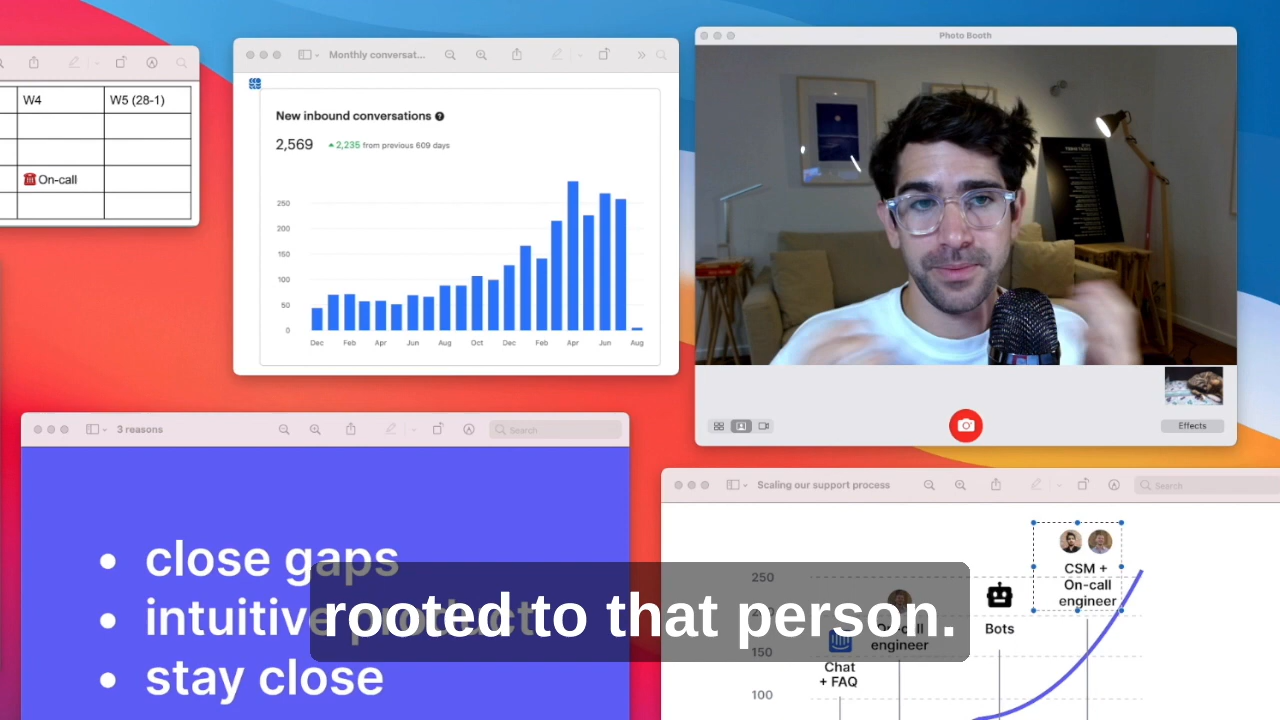 W4
W5 (28-1)
On-call
Monthly conversat...
New inbound conversations ?
2,569
2,235 from previous 609 days
250
200
150
100
50
0
Dec Feb Apr Jun Aug Oct Dec Feb Apr Jun Aug
Photo Booth
Effects
3 reasons
Search
close gaps
intuitive product
stay close
Scaling our support process
Search
250
150
100
Chat
+ FAQ
On-call
engineer
Bots
CSM +
On-call
engineer
rooted to that person.